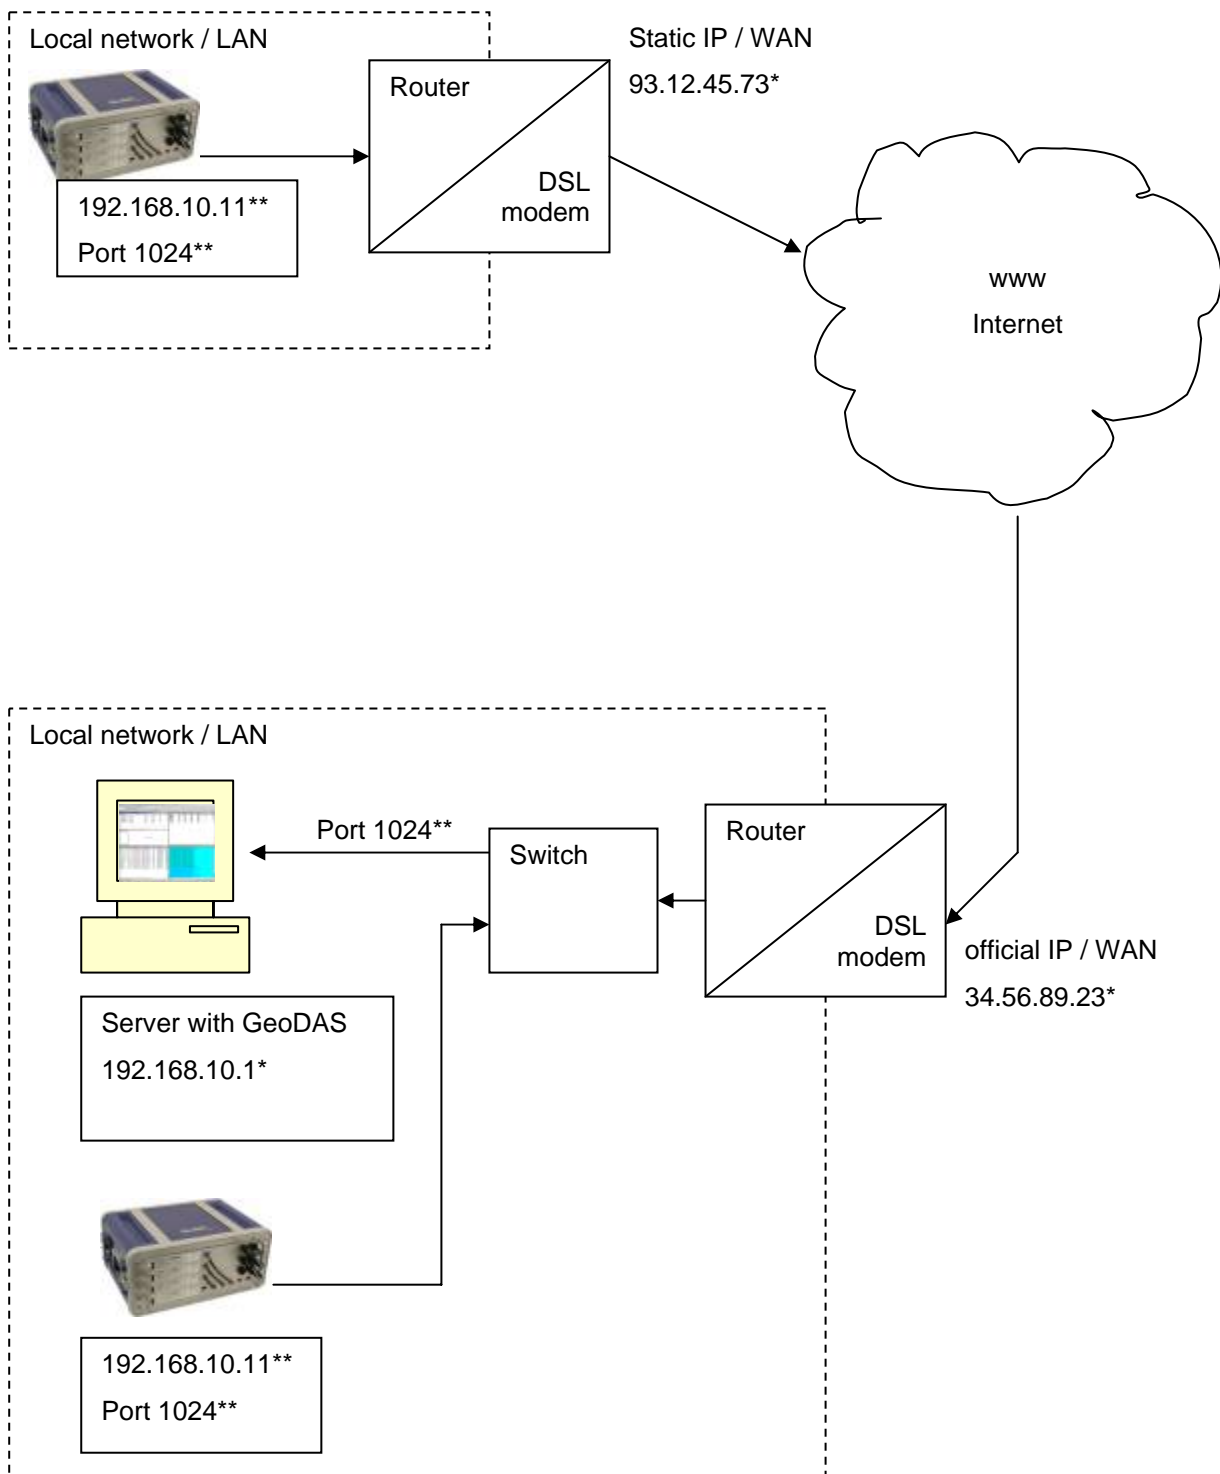 Local network / LAN
Router
DSL
modem
Static IP / WAN
93.12.45.73*
192.168.10.11**
Port 1024**
www
Internet
Local network / LAN
Port 1024**
Switch
Router
DSL
modem
official IP / WAN
34.56.89.23*
Server with GeoDAS
192.168.10.1*
192.168.10.11**
Port 1024**